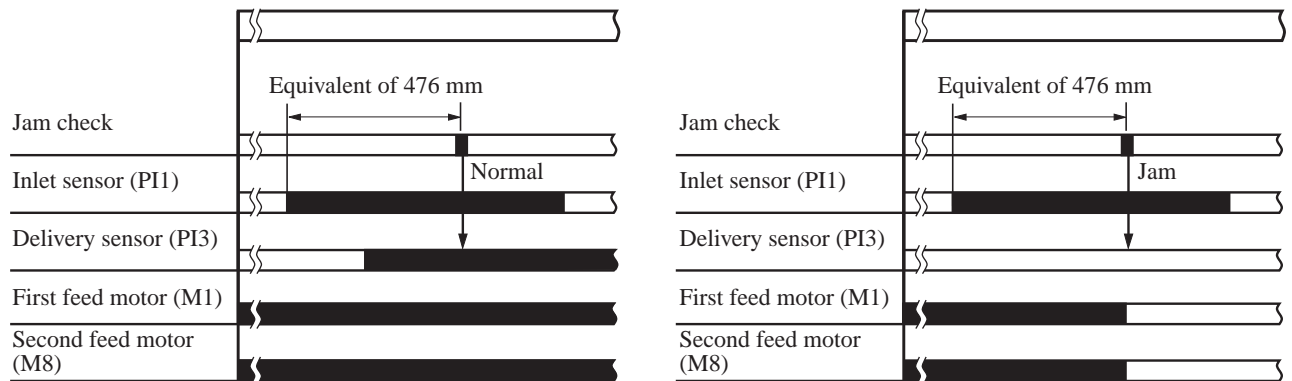 Equivalent of 476 mm
Jam check
Normal
Inlet sensor (PI1)
Delivery sensor (PI3)
First feed motor (M1)
Second feed motor
(M8)
Equivalent of 476 mm
Jam check
Jam
Inlet sensor (PI1)
Delivery sensor (PI3)
First feed motor (M1)
Second feed motor
(M8)